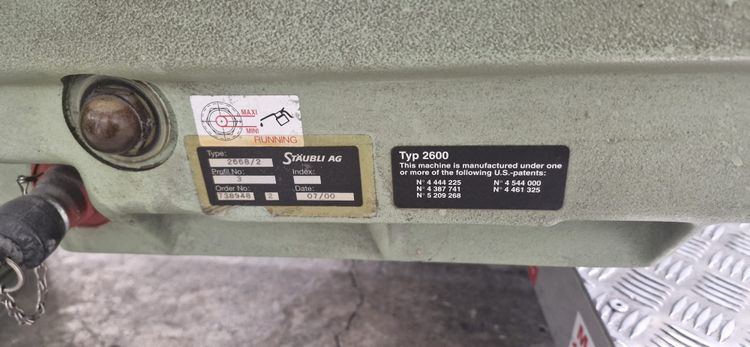 MAXI
MINI
RUNNING
Type: STÄUBLI AG
2668/2
Profil No: Index:
3
Order No: Date:
738948 2 07/00
Typ 2600
This machine is manufactured under one
or more of the following U.S.-patents:
N° 4 444 225 N° 4 544 000
N° 4 387 741 N° 4 461 325
N° 5 209 268
M